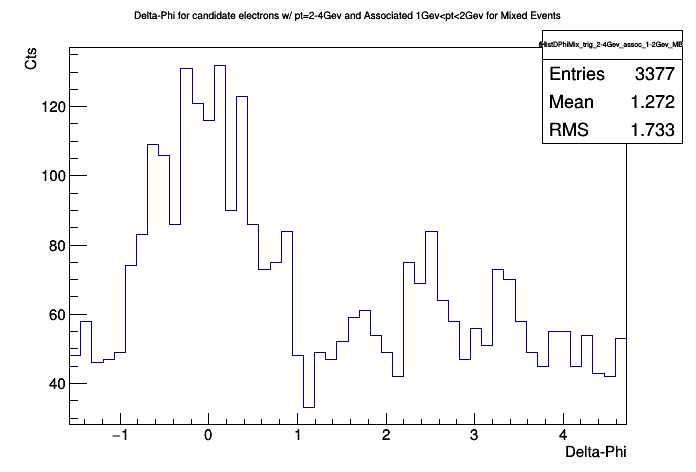 Delta-Phi for candidate electrons w/ pt=2-4Gev and Associated 1Gev<pt<2Gev for Mixed Events
fHistDPhiMix_trig_2-4Gev_assoc_1-2Gev_MB
Entries 3377
Mean 1.272
RMS 1.733
Cts
120
100
80
60
40
−1 0 1 2 3 4
Delta-Phi